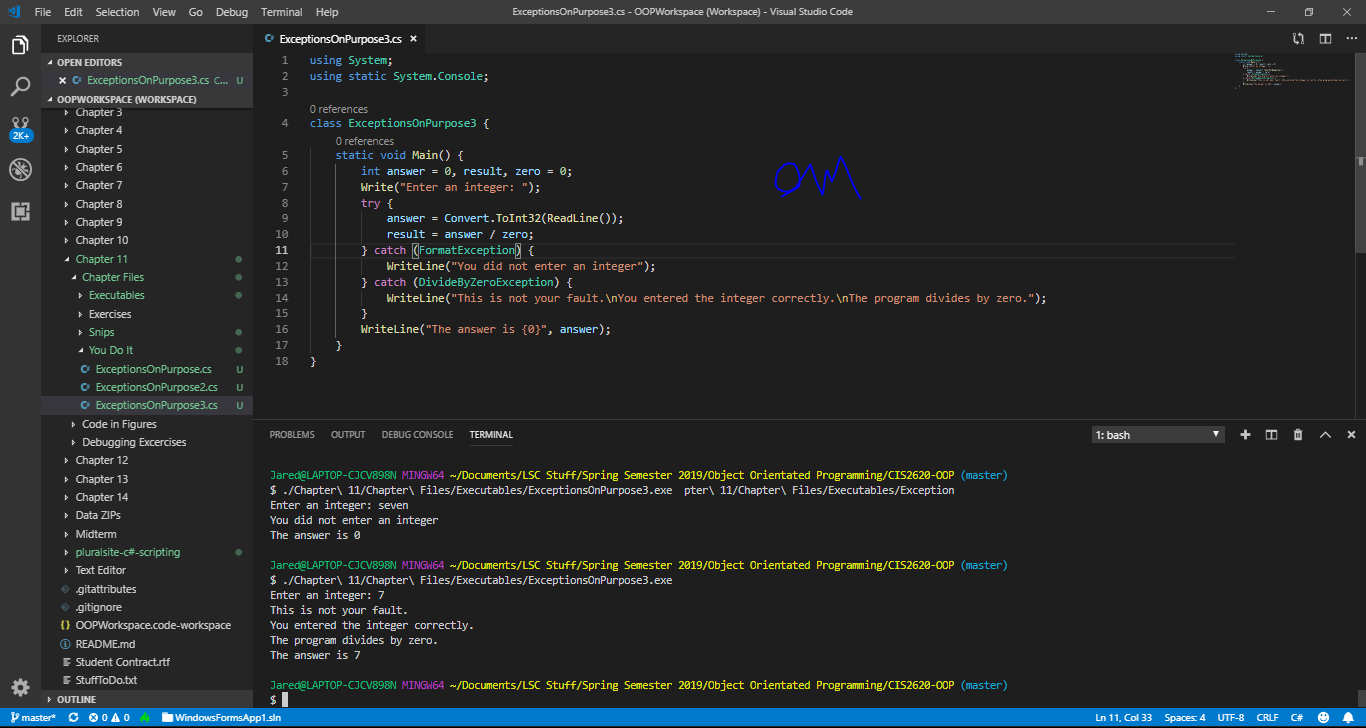 File Edit Selection View Go Debug Terminal Help
ExceptionsOnPurpose3.cs - OOPWorkspace (Workspace) - Visual Studio Code
EXPLORER
OPEN EDITORS
ExceptionsOnPurpose3.cs C... U
OOPWORKSPACE (WORKSPACE)
Chapter 3
Chapter 4
Chapter 5
Chapter 6
Chapter 7
Chapter 8
Chapter 9
Chapter 10
Chapter 11
Chapter Files
Executables
Exercises
Snips
You Do It
ExceptionsOnPurpose.cs U
ExceptionsOnPurpose2.cs U
ExceptionsOnPurpose3.cs U
Code in Figures
Debugging Excercises
Chapter 12
Chapter 13
Chapter 14
Data ZIPs
Midterm
pluralsite-c#-scripting
Text Editor
.gitattributes
.gitignore
OOPWorkspace.code-workspace
README.md
Student Contract.rtf
StuffToDo.txt
OUTLINE
2K+
ExceptionsOnPurpose3.cs
1 using System;
2 using static System.Console;
3
0 references
4 class ExceptionsOnPurpose3 {
0 references
5 static void Main() {
6 int answer = 0, result, zero = 0;
7 Write("Enter an integer: ");
8 try {
9 answer = Convert.ToInt32(ReadLine());
10 result = answer / zero;
11 } catch (FormatException) {
12 WriteLine("You did not enter an integer");
13 } catch (DivideByZeroException) {
14 WriteLine("This is not your fault.\nYou entered the integer correctly.\nThe program divides by zero.");
15 }
16 WriteLine("The answer is {0}", answer);
17 }
18 }
PROBLEMS OUTPUT DEBUG CONSOLE TERMINAL
1: bash
Jared@LAPTOP-CJCV898N MINGW64 ~/Documents/LSC Stuff/Spring Semester 2019/Object Orientated Programming/CIS2620-OOP (master)
$ ./Chapter\ 11/Chapter\ Files/Executables/ExceptionsOnPurpose3.exe pter\ 11/Chapter\ Files/Executables/Exception
Enter an integer: seven
You did not enter an integer
The answer is 0
Jared@LAPTOP-CJCV898N MINGW64 ~/Documents/LSC Stuff/Spring Semester 2019/Object Orientated Programming/CIS2620-OOP (master)
$ ./Chapter\ 11/Chapter\ Files/Executables/ExceptionsOnPurpose3.exe
Enter an integer: 7
This is not your fault.
You entered the integer correctly.
The program divides by zero.
The answer is 7
Jared@LAPTOP-CJCV898N MINGW64 ~/Documents/LSC Stuff/Spring Semester 2019/Object Orientated Programming/CIS2620-OOP (master)
$
master* 0 0 WindowsFormsApp1.sln
Ln 11, Col 33 Spaces: 4 UTF-8 CRLF C#